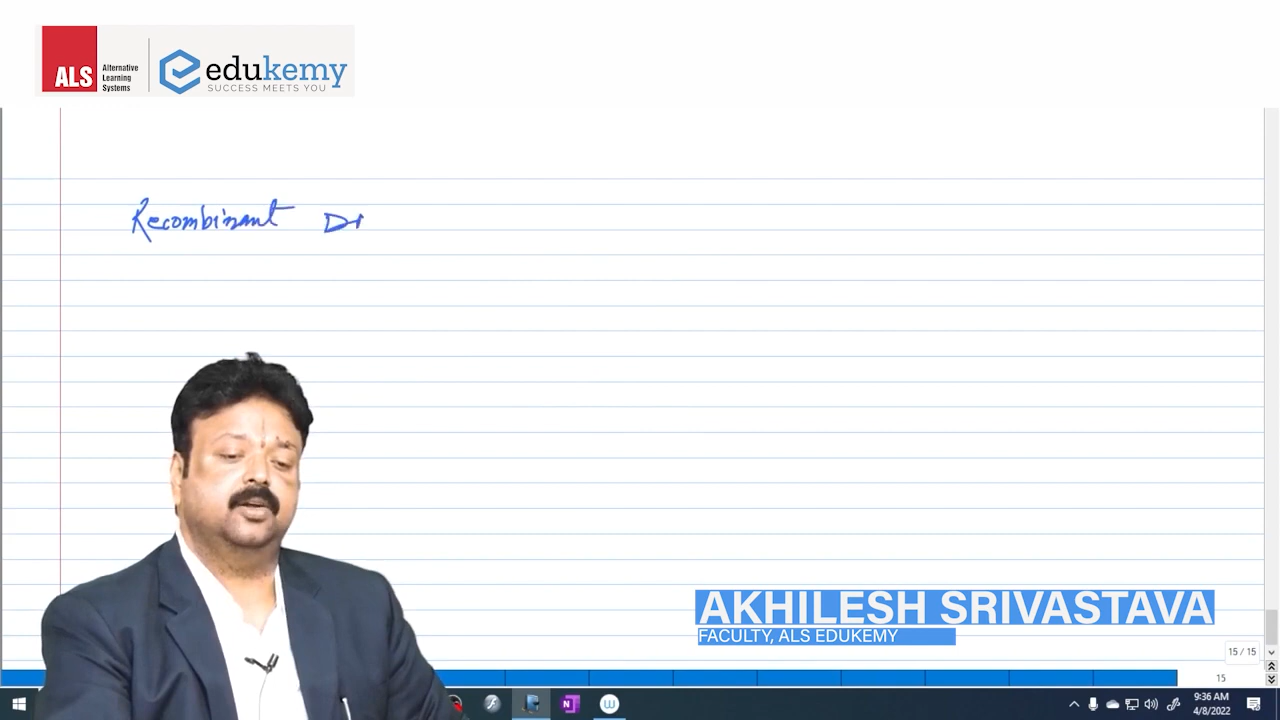 ALS
Alternative
Learning
Systems
edukemy
SUCCESS MEETS YOU
Recombinant
AKHILESH SRIVASTAVA
FACULTY, ALS EDUKEMY
15 / 15
15
9:36 AM
4/8/2022